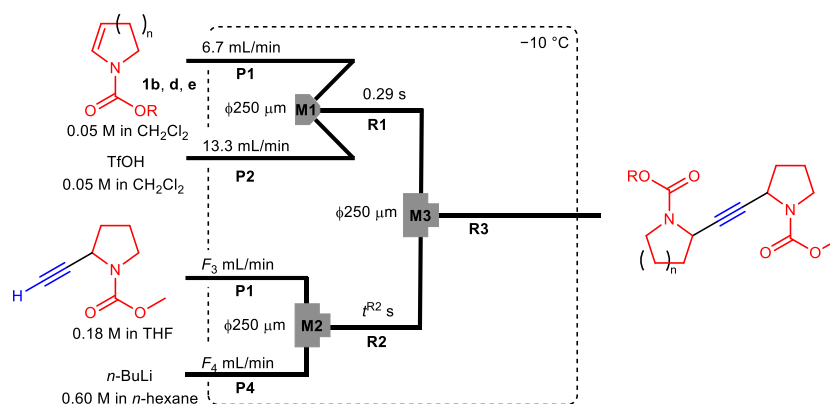 ( )n
N
O
OR
1b, d, e
0.05 M in CH2Cl2
6.7 mL/min
P1
−10 °C
ϕ250 μm
M1
0.29 s
R1
TfOH
0.05 M in CH2Cl2
13.3 mL/min
P2
ϕ250 μm
M3
R3
RO
O
N
N
O
O
( )n
H
N
O
O
0.18 M in THF
F3 mL/min
P1
ϕ250 μm
M2
tR2 s
R2
n-BuLi
0.60 M in n-hexane
F4 mL/min
P4